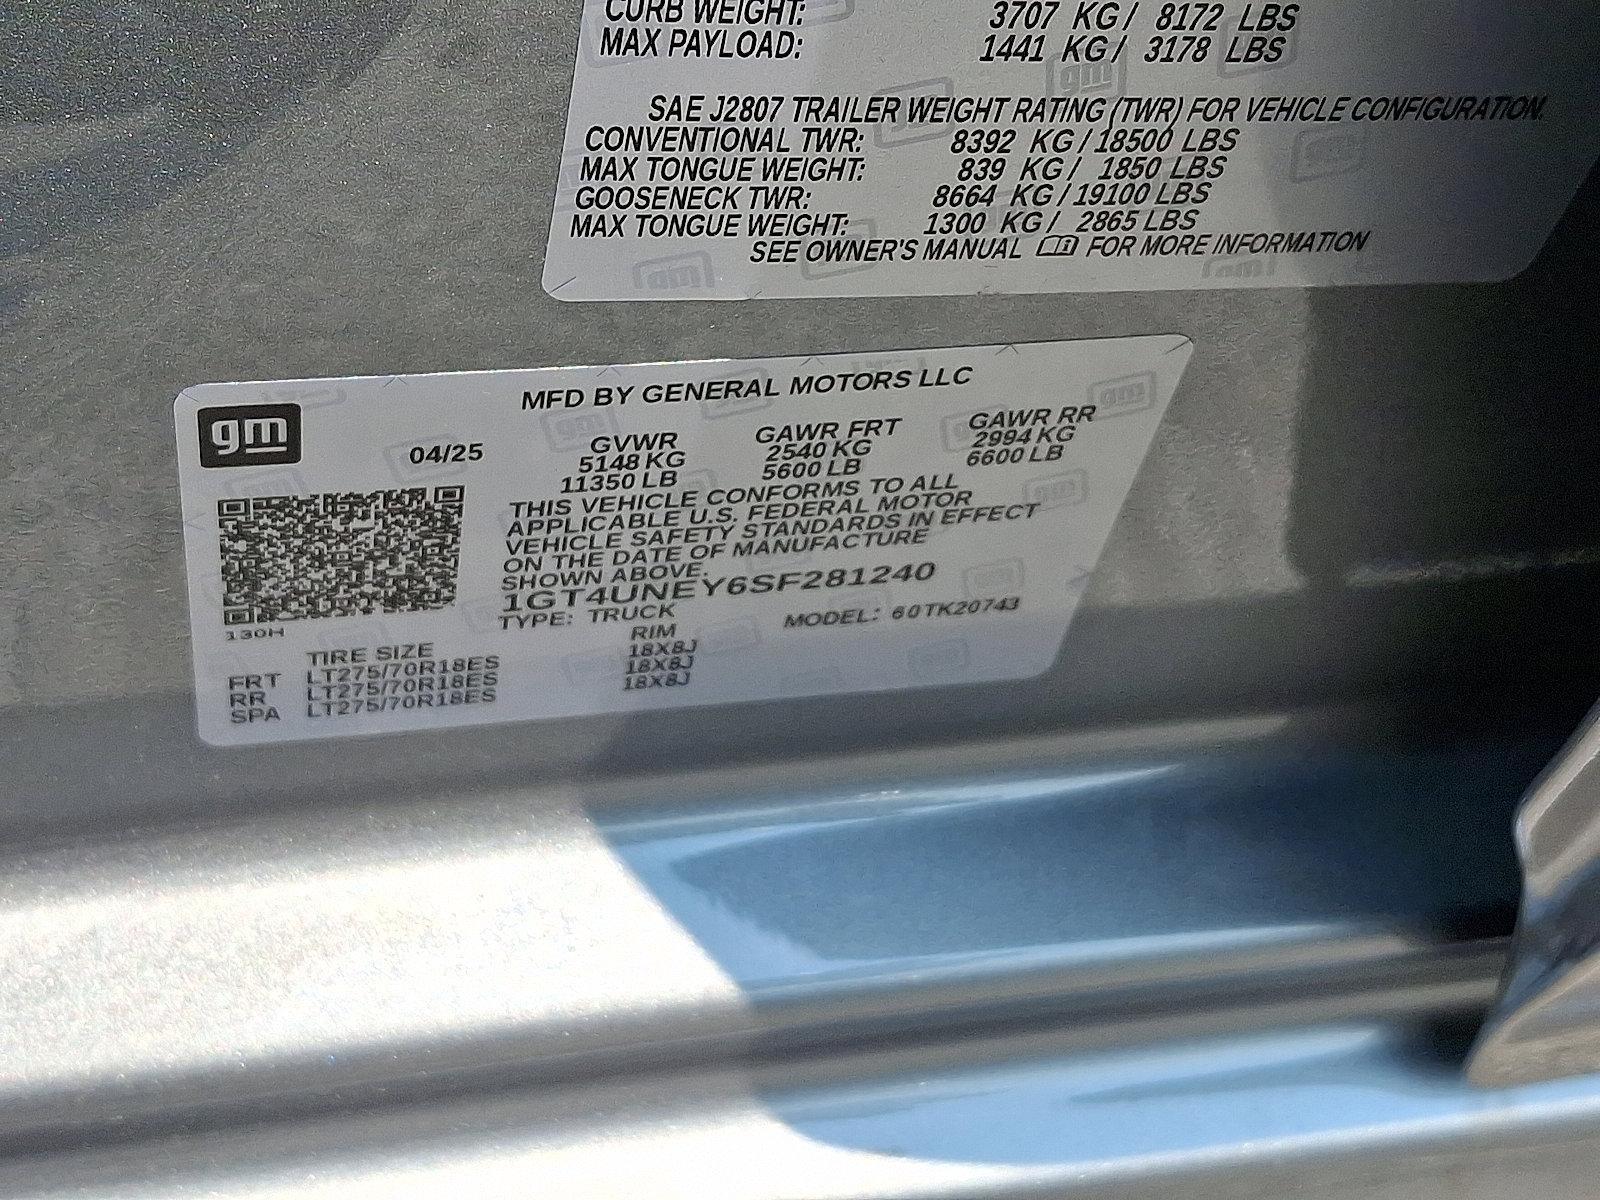 CURB WEIGHT: 3707 KG / 8172 LBS
MAX PAYLOAD: 1441 KG / 3178 LBS
SAE J2807 TRAILER WEIGHT RATING (TWR) FOR VEHICLE CONFIGURATION.
CONVENTIONAL TWR: 8392 KG / 18500 LBS
MAX TONGUE WEIGHT: 839 KG / 1850 LBS
GOOSENECK TWR: 8664 KG / 19100 LBS
MAX TONGUE WEIGHT: 1300 KG / 2865 LBS
SEE OWNER'S MANUAL FOR MORE INFORMATION
MFD BY GENERAL MOTORS LLC
gm
04/25
GVWR GAWR FRT GAWR RR
5148 KG 2540 KG 2994 KG
11350 LB 5600 LB 6600 LB
THIS VEHICLE CONFORMS TO ALL
APPLICABLE U.S. FEDERAL MOTOR
VEHICLE SAFETY STANDARDS IN EFFECT
ON THE DATE OF MANUFACTURE
SHOWN ABOVE.
1GT4UNEY6SF281240
TYPE: TRUCK MODEL: 60TK20743
130H
TIRE SIZE RIM
FRT LT275/70R18ES 18X8J
RR LT275/70R18ES 18X8J
SPA LT275/70R18ES 18X8J